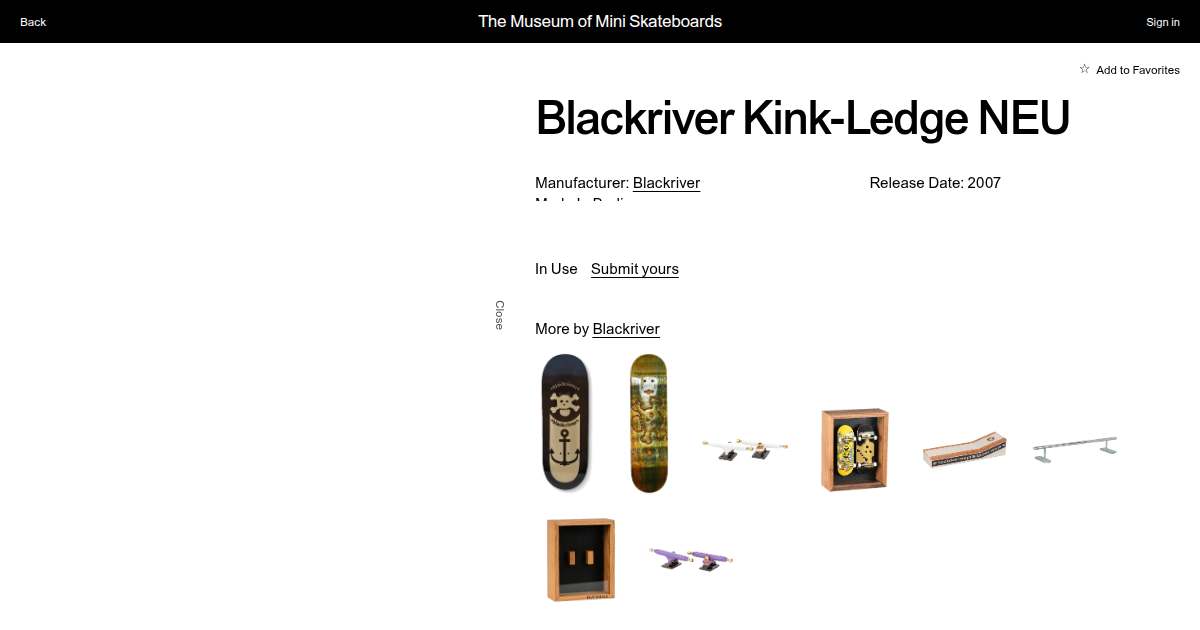 Back
The Museum of Mini Skateboards
Sign in
☆ Add to Favorites
Blackriver Kink-Ledge NEU
Manufacturer: Blackriver
Release Date: 2007
In Use
Submit yours
Close
More by Blackriver